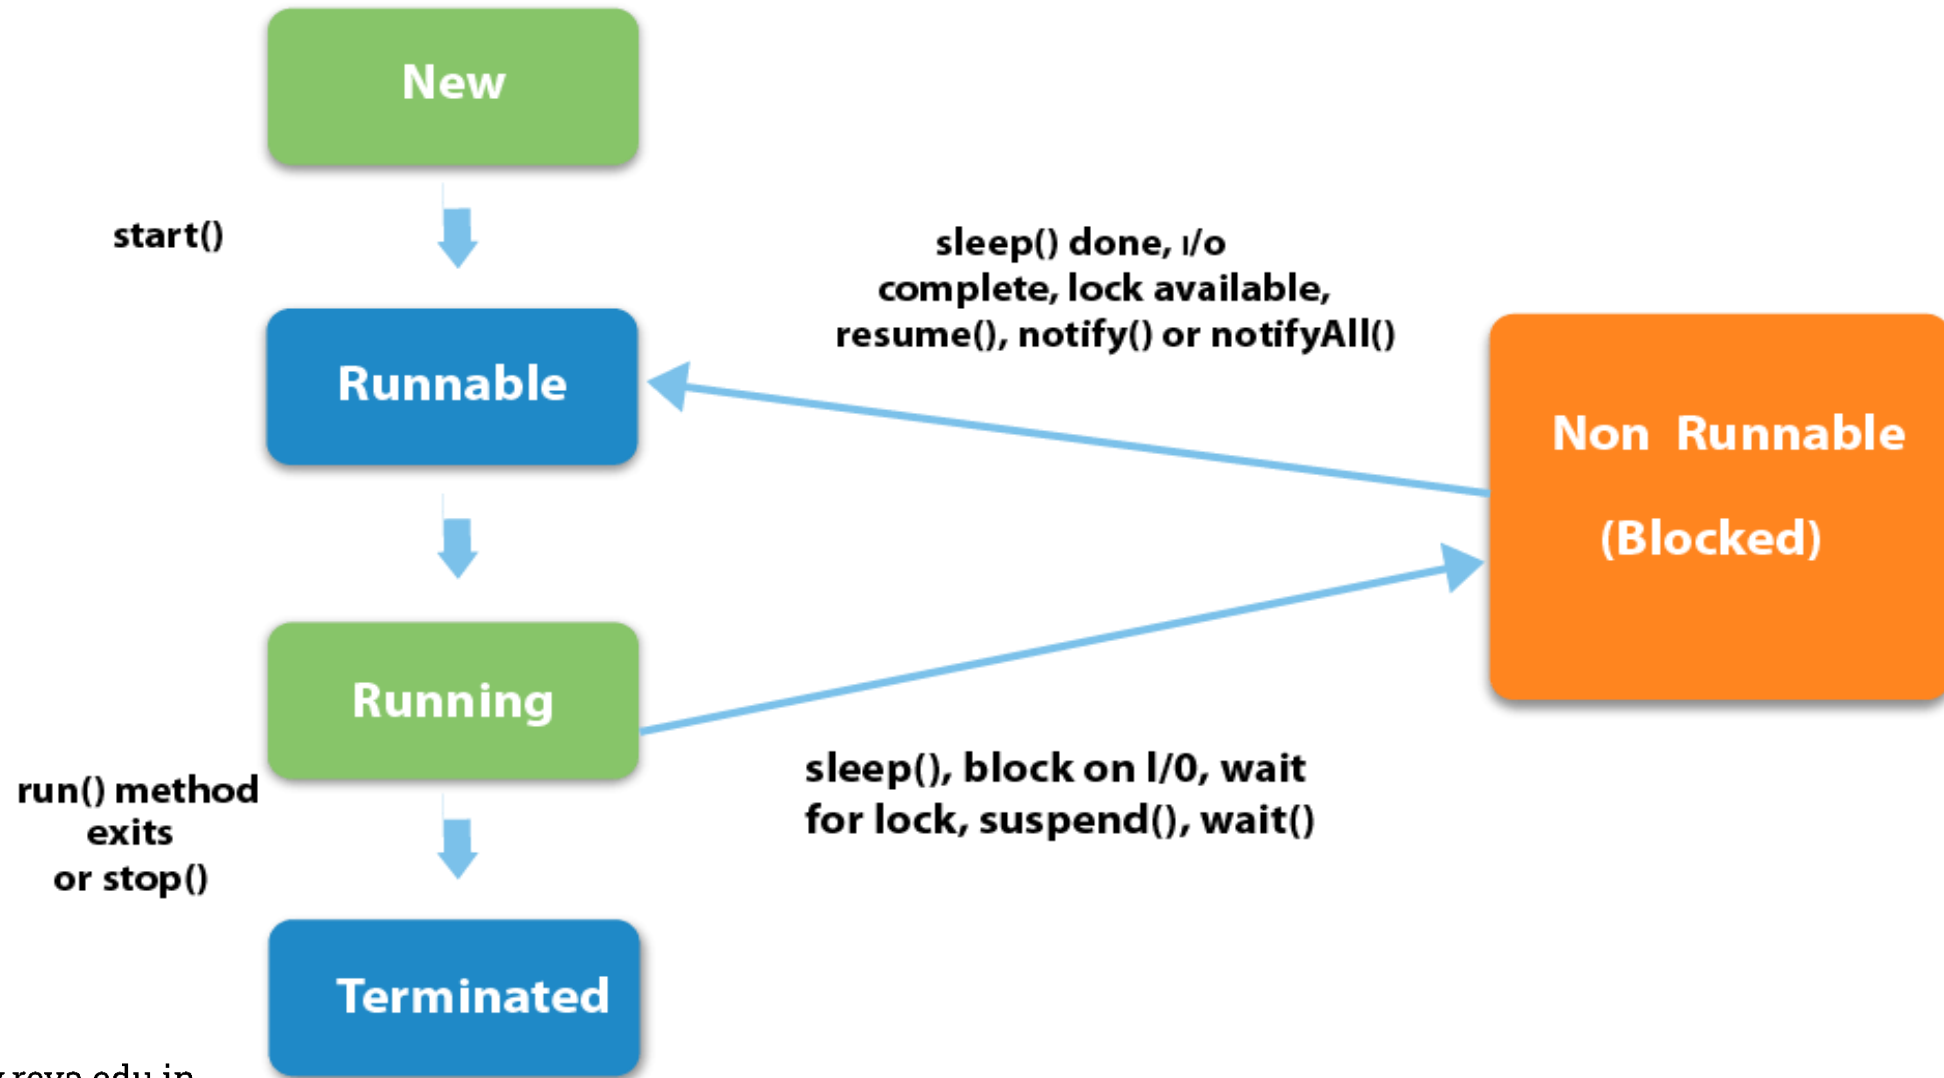 New
start()
sleep() done, ı/o
complete, lock available,
resume(), notify() or notifyAll()
Runnable
Non Runnable
(Blocked)
Running
run() method
exits
or stop()
sleep(), block on I/0, wait
for lock, suspend(), wait()
Terminated